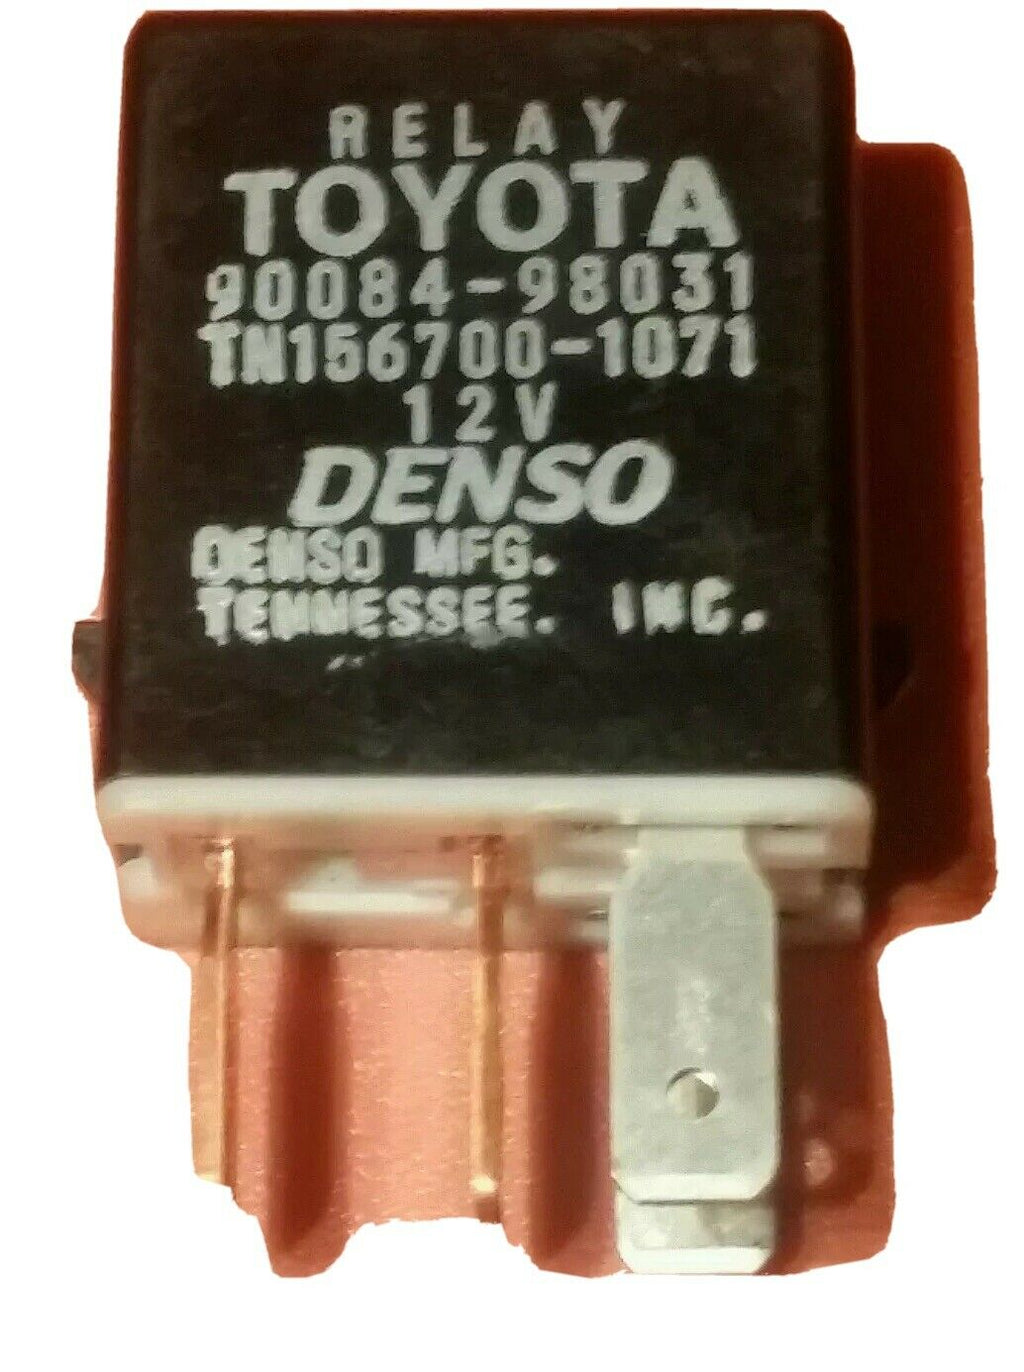 RELAY
TOYOTA
90084-98031
TN156700-1071
12V
DENSO
DENSO MFG.
TENNESSEE. INC.